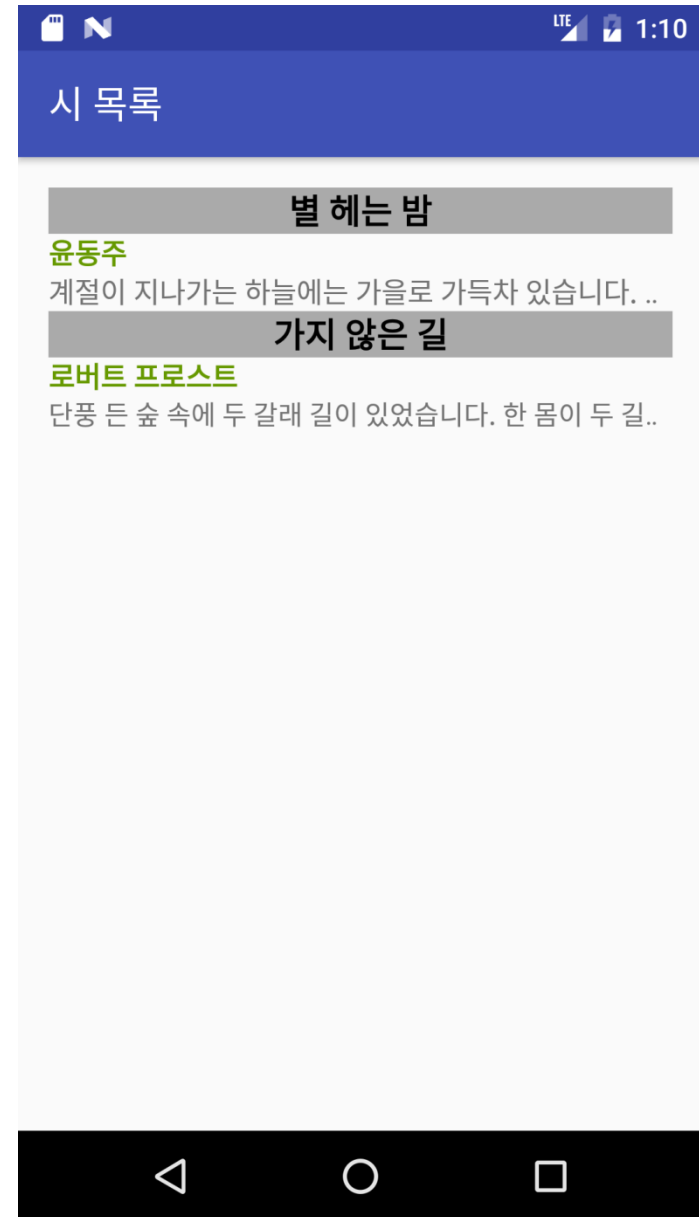 LTE 1:10
시 목록
별 헤는 밤
윤동주
계절이 지나가는 하늘에는 가을로 가득차 있습니다. ..
가지 않은 길
로버트 프로스트
단풍 든 숲 속에 두 갈래 길이 있었습니다. 한 몸이 두 길..